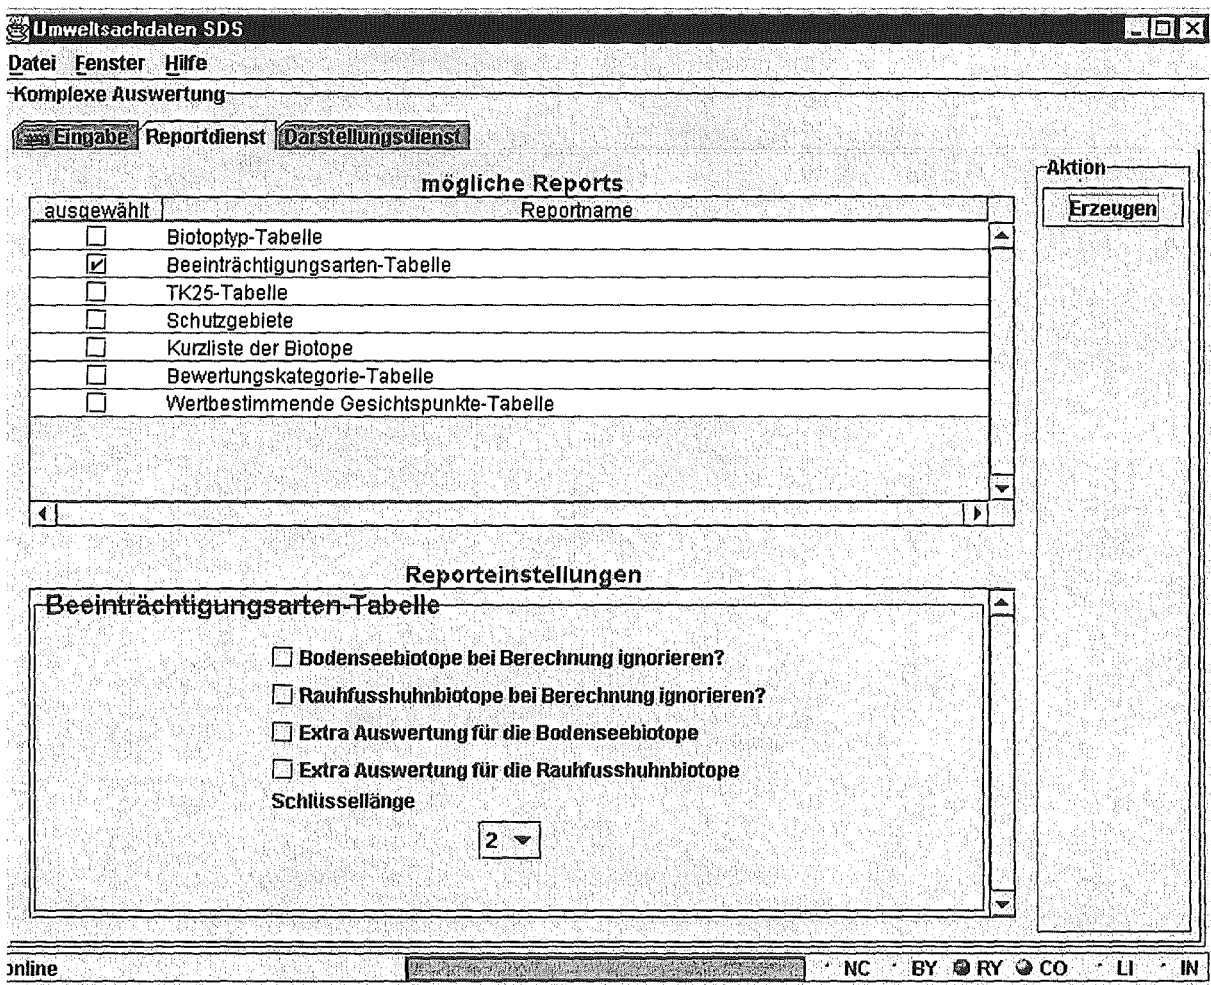 Umweltsachdaten SDS
Datei Fenster Hilfe
Komplexe Auswertung
Eingabe Reportdienst Darstellungsdienst
mögliche Reports
ausgewählt Reportname
Biotoptyp-Tabelle
Beeinträchtigungsarten-Tabelle
TK25-Tabelle
Schutzgebiete
Kurzliste der Biotope
Bewertungskategorie-Tabelle
Wertbestimmende Gesichtspunkte-Tabelle
Aktion
Erzeugen
Reporteinstellungen
Beeinträchtigungsarten-Tabelle
Bodenseebiotope bei Berechnung ignorieren?
Rauhfusshuhnbiotope bei Berechnung ignorieren?
Extra Auswertung für die Bodenseebiotope
Extra Auswertung für die Rauhfusshuhnbiotope
Schlüssellänge
2
online NC BY RY CO LI IN